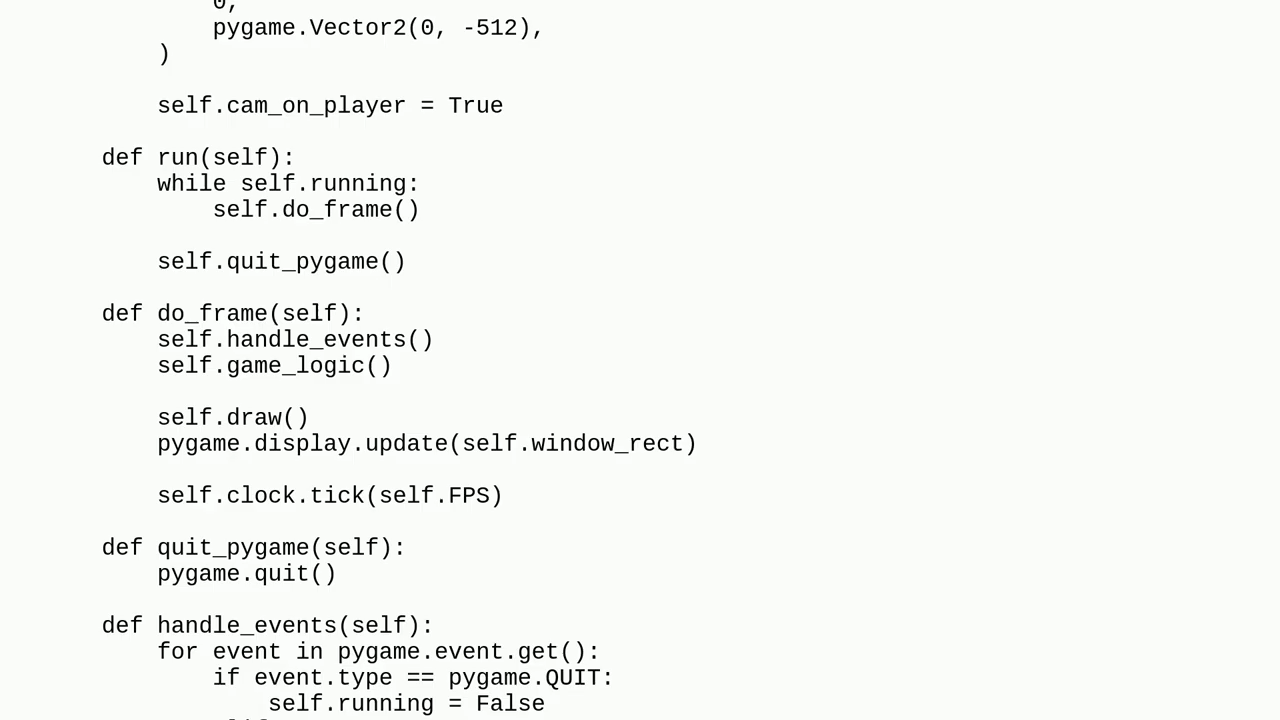 0,
pygame.Vector2(0, -512),
)
self.cam_on_player = True
def run(self):
while self.running:
self.do_frame()
self.quit_pygame()
def do_frame(self):
self.handle_events()
self.game_logic()
self.draw()
pygame.display.update(self.window_rect)
self.clock.tick(self.FPS)
def quit_pygame(self):
pygame.quit()
def handle_events(self):
for event in pygame.event.get():
if event.type == pygame.QUIT:
self.running = False